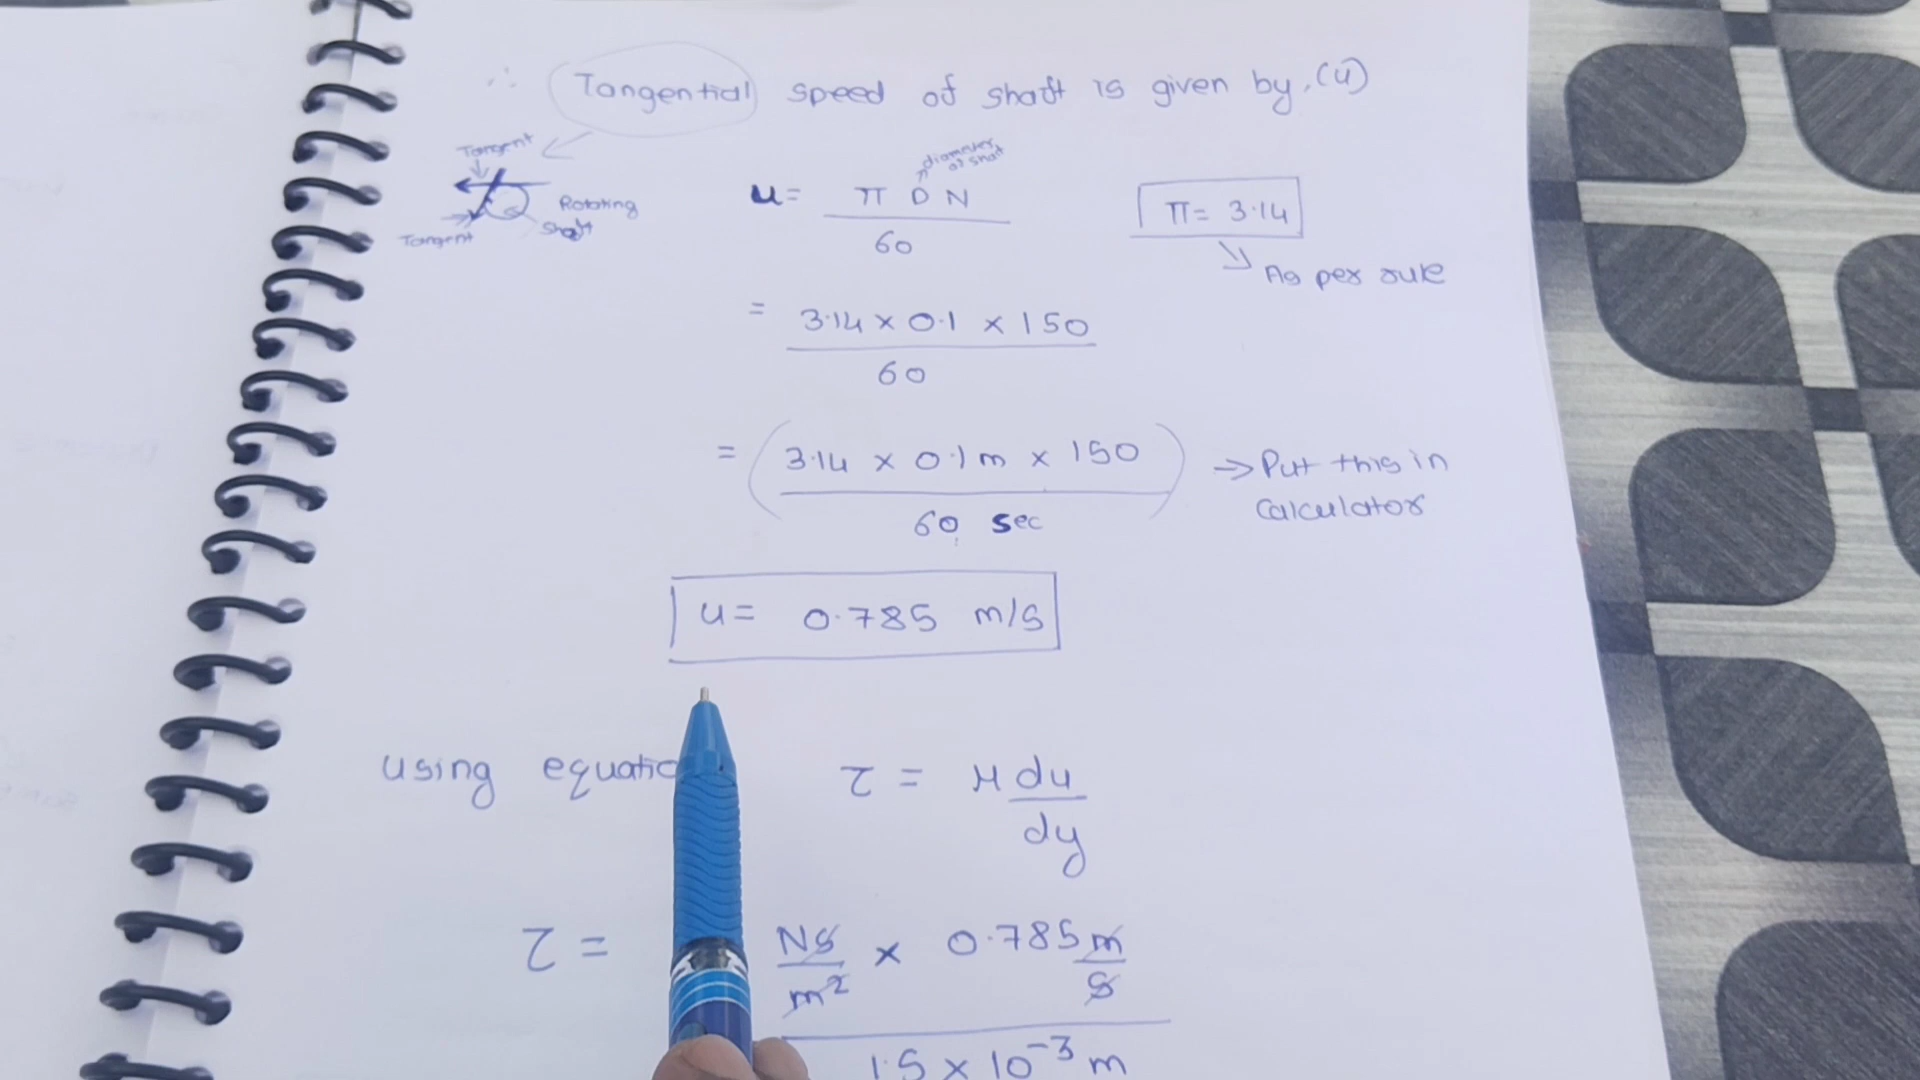 ∴ Tangential speed of shaft is given by, (u)
Tangent
Rotating
shaft
Tangent
diameter
of shaft
u = π D N
60
π = 3.14
As per rule
= 3.14 × 0.1 × 150
60
= ( 3.14 × 0.1 m × 150 ) → Put this in
60 sec
Calculator
u = 0.785 m/s
using τ = μ du
dy
τ = Ns × 0.785 m
m² s
1.5 × 10⁻³ m